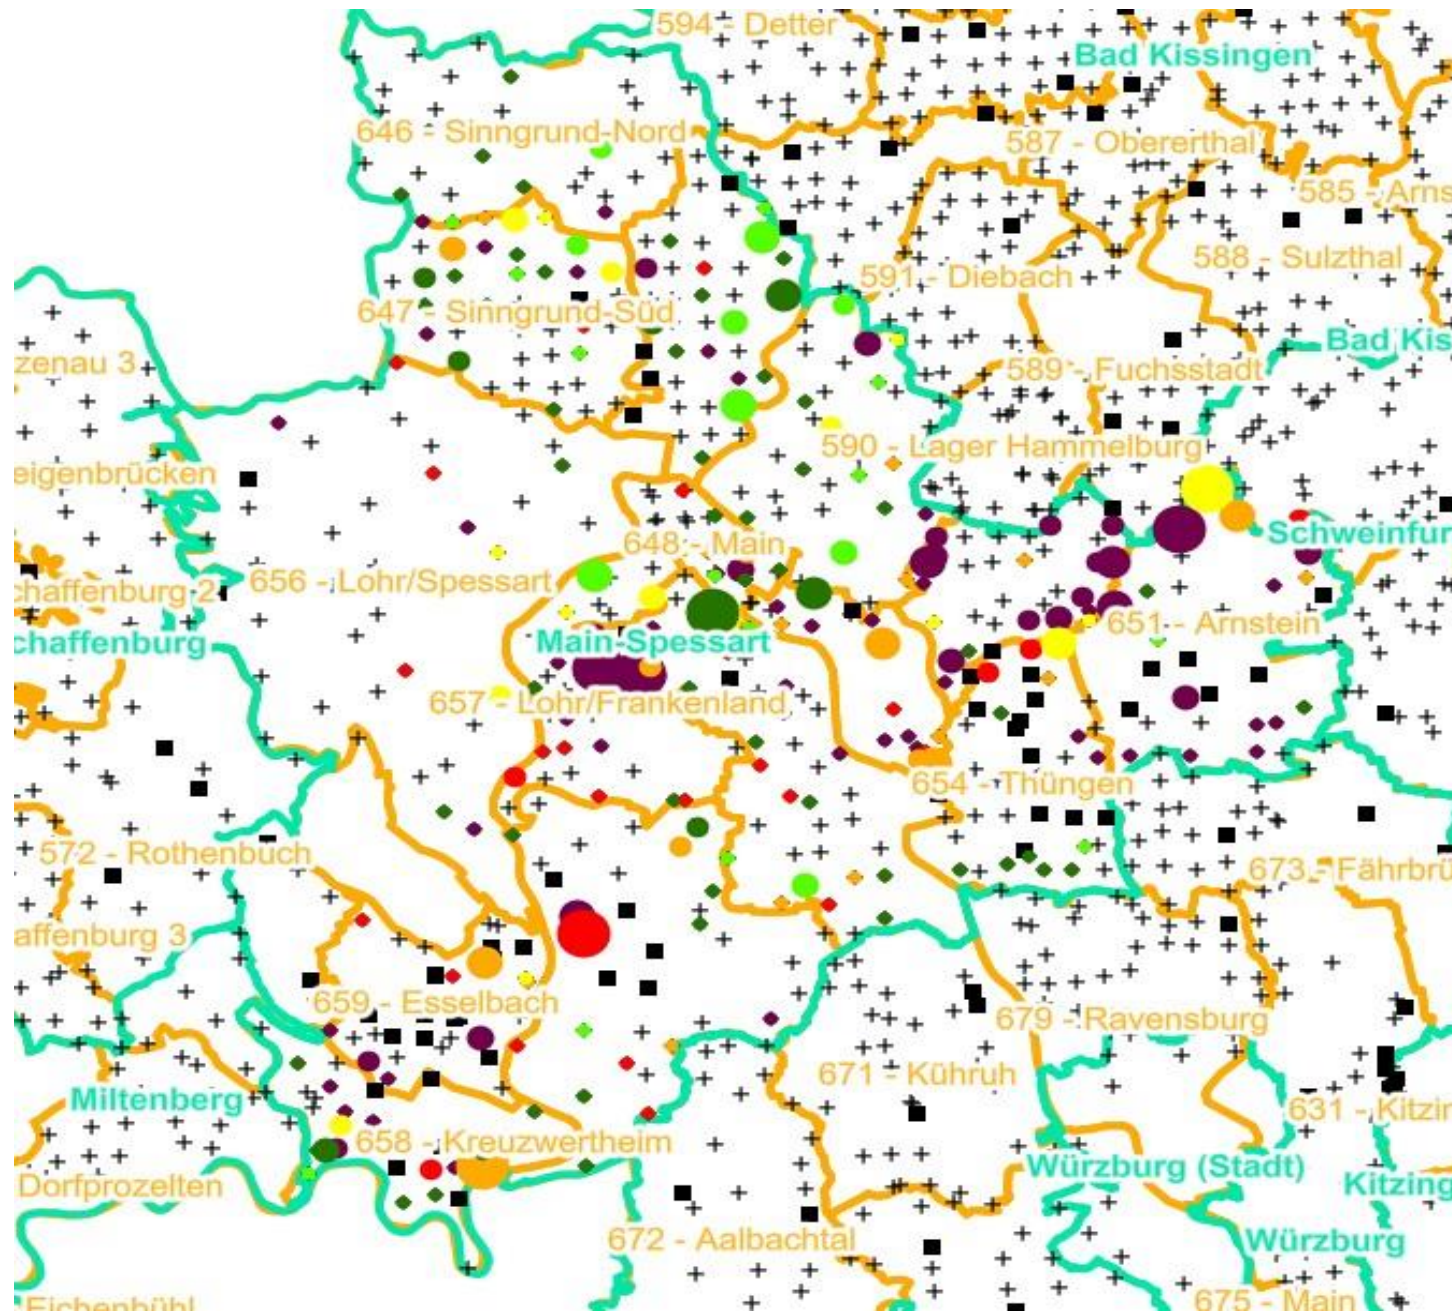 594 - Detter
Bad Kissingen
646 - Sinngrund-Nord
587 - Oberethal
585 - Arns
588 - Sulzthal
591 - Diebach
647 - Sinngrund-Süd
Bad Kis
zenau 3
589 - Fuchsstadt
590 - Lager Hammelburg
eigenbrücken
Schweinfur
648 - Main
656 - Lohr/Spessart
chaffenburg 2
651 - Arnstein
chaffenburg
Main-Spessart
657 - Lohr/Frankenland
654 - Thüngen
572 - Rothenbuch
673 - Fährbrü
affenburg 3
659 - Esselbach
679 - Ravensburg
671 - Kühruh
Miltenberg
631 - Kitzin
658 - Kreuzwertheim
Würzburg (Stadt)
Dorfprozelten
Kitzing
672 - Aalbachtal
Würzburg
675 - Main
Eichenbühl